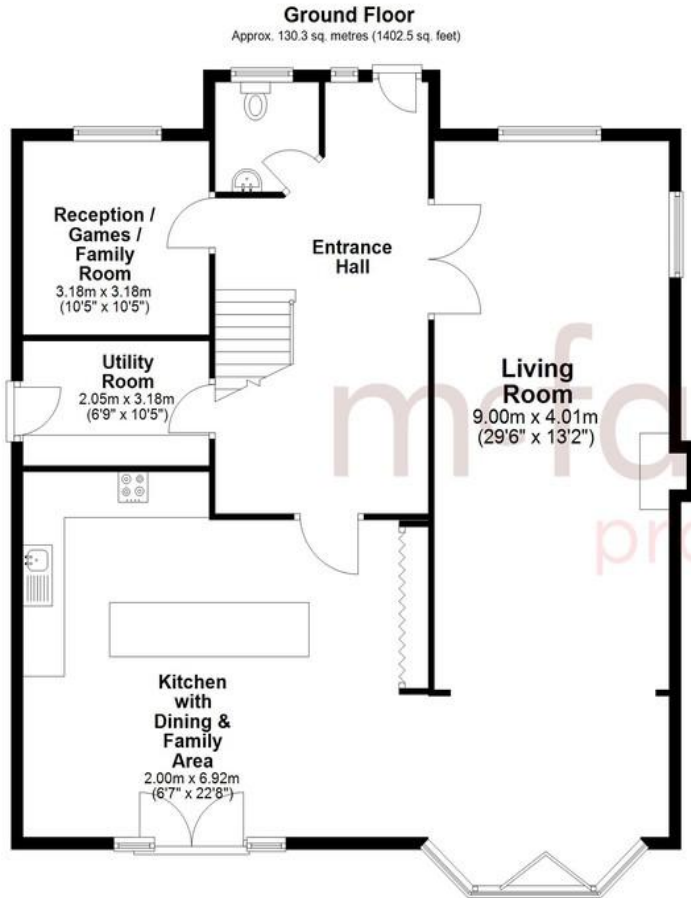 Ground Floor
Approx. 130.3 sq. metres (1402.5 sq. feet)
Reception /
Games /
Family
Room
3.18m x 3.18m
(10'5" x 10'5")
Entrance
Hall
Utility
Room
2.05m x 3.18m
(6'9" x 10'5")
Living
Room
9.00m x 4.01m
(29'6" x 13'2")
Kitchen
with
Dining &
Family
Area
2.00m x 6.92m
(6'7" x 22'8")